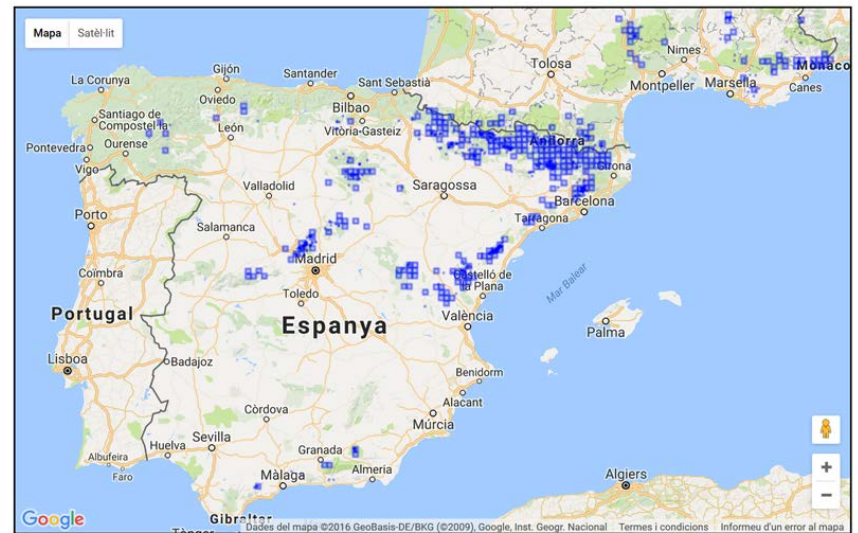 Mapa Satèl·lit
Gijón
Santander
Sant Sebastià
La Corunya
Oviedo
Bilbao
Tolosa
Nimes
Montpeller
Marsella
Monaco
Canes
Santiago de
Compostel·la
León
Vitòria-Gasteiz
Pontevedra
Ourense
Vigo
Andorra
Girona
Valladolid
Saragossa
Barcelona
Porto
Salamanca
Tarragona
Madrid
Coïmbra
Castelló de
la Plana
Mar Balear
Toledo
Portugal
Espanya
València
Palma
Lisboa
Badajoz
Benidorm
Alacant
Còrdova
Múrcia
Huelva
Sevilla
Granada
Albufeira
Faro
Almeria
Màlaga
Algiers
+
−
Google
Gibraltar
Tànger
Dades del mapa ©2016 GeoBasis-DE/BKG (©2009), Google, Inst. Geogr. Nacional Termes i condicions Informeu d'un error al mapa